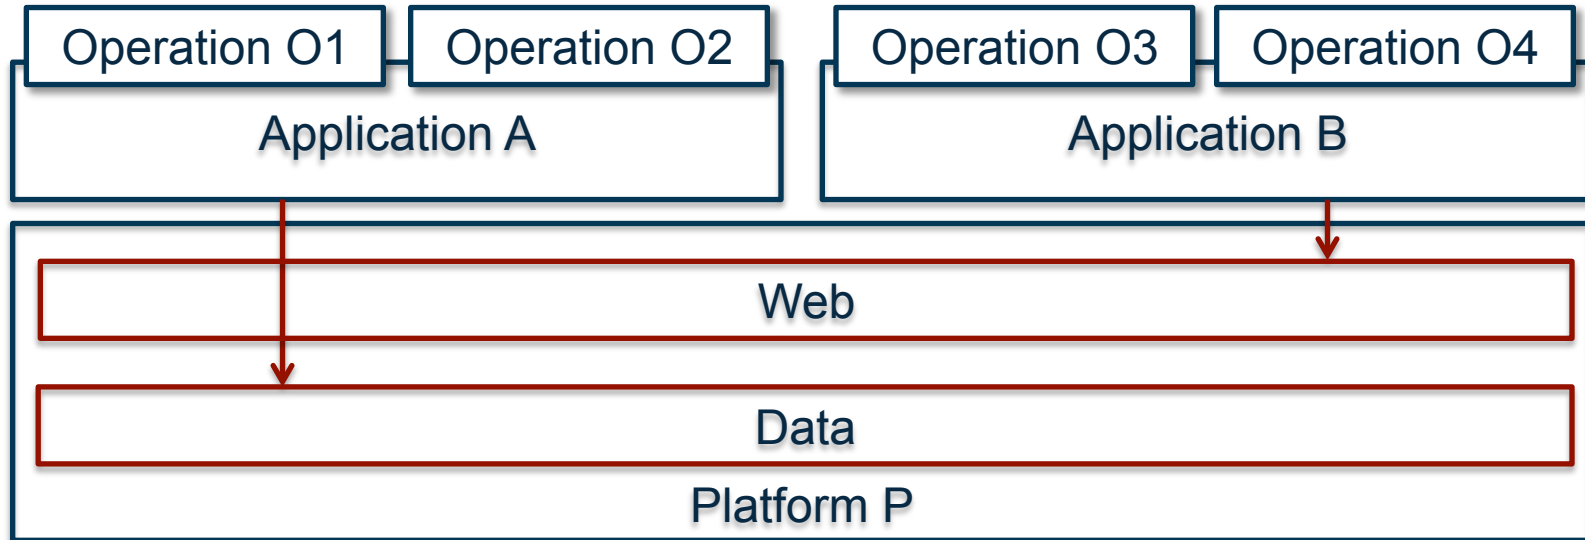 Operation O1
Operation O2
Operation O3
Operation O4
Application A
Application B
Web
Data
Platform P